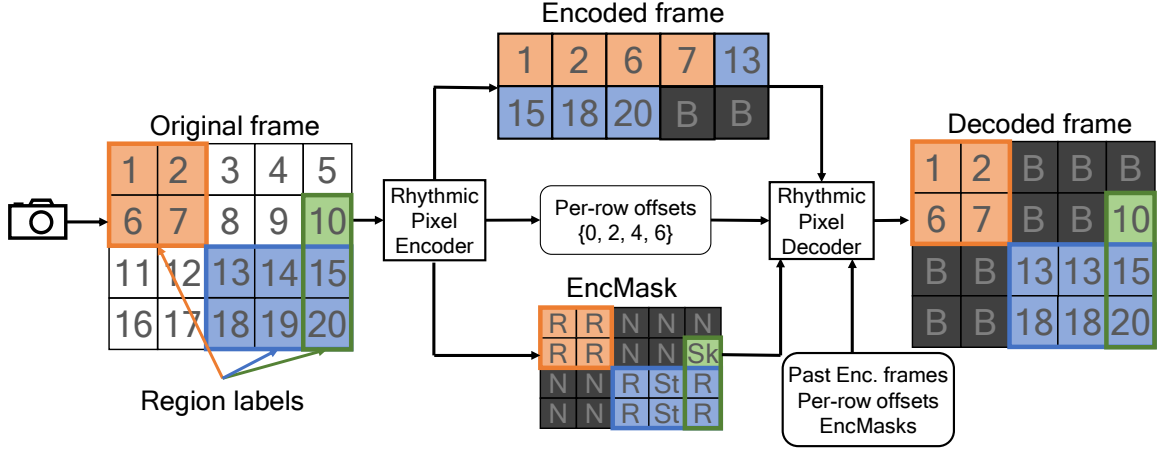 Encoded frame
1 2 6 7 13
15 18 20 B B
Original frame
1 2 3 4 5
6 7 8 9 10
11 12 13 14 15
16 17 18 19 20
Region labels
Rhythmic
Pixel
Encoder
Per-row offsets
{0, 2, 4, 6}
EncMask
R R N N N
R R N N Sk
N N R St R
N N R St R
Rhythmic
Pixel
Decoder
Past Enc. frames
Per-row offsets
EncMasks
Decoded frame
1 2 B B B
6 7 B B 10
B B 13 13 15
B B 18 18 20